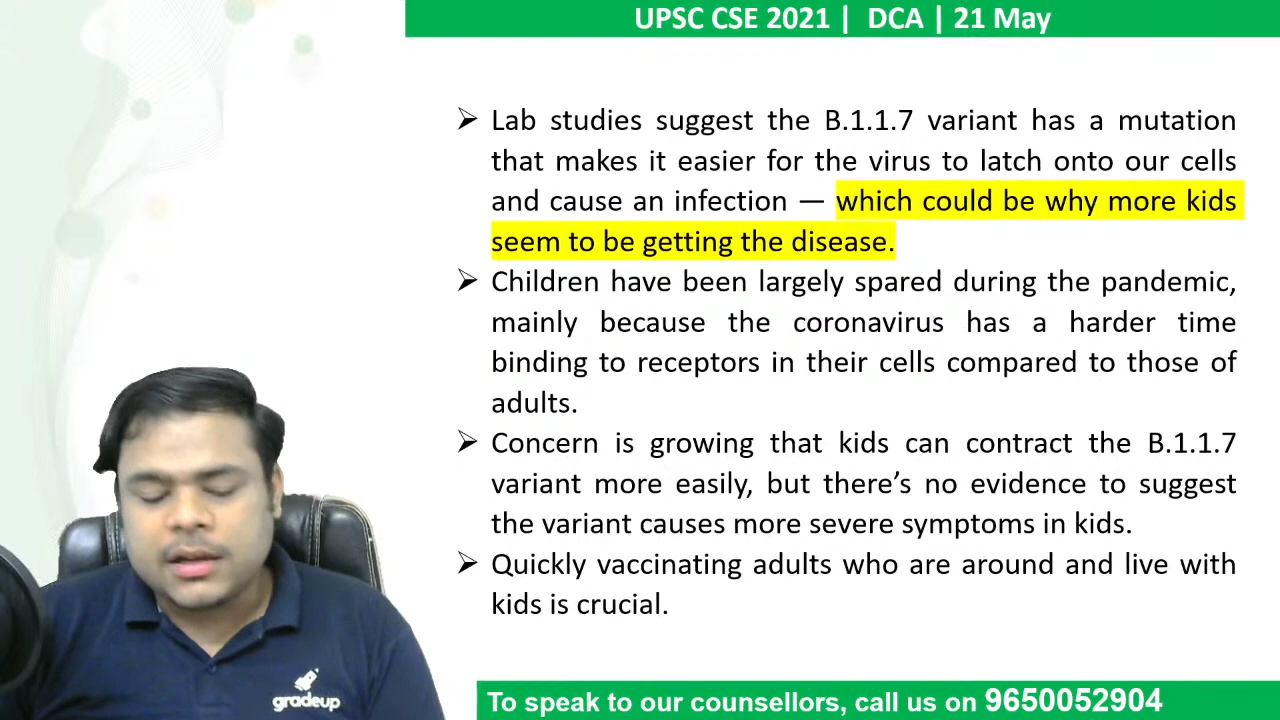 UPSC CSE 2021 | DCA | 21 May
➢ Lab studies suggest the B.1.1.7 variant has a mutation
that makes it easier for the virus to latch onto our cells
and cause an infection — which could be why more kids
seem to be getting the disease.
➢ Children have been largely spared during the pandemic,
mainly because the coronavirus has a harder time
binding to receptors in their cells compared to those of
adults.
➢ Concern is growing that kids can contract the B.1.1.7
variant more easily, but there’s no evidence to suggest
the variant causes more severe symptoms in kids.
➢ Quickly vaccinating adults who are around and live with
kids is crucial.
gradeup
To speak to our counsellors, call us on 9650052904